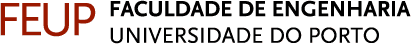 FEUP FACULDADE DE ENGENHARIA
UNIVERSIDADE DO PORTO